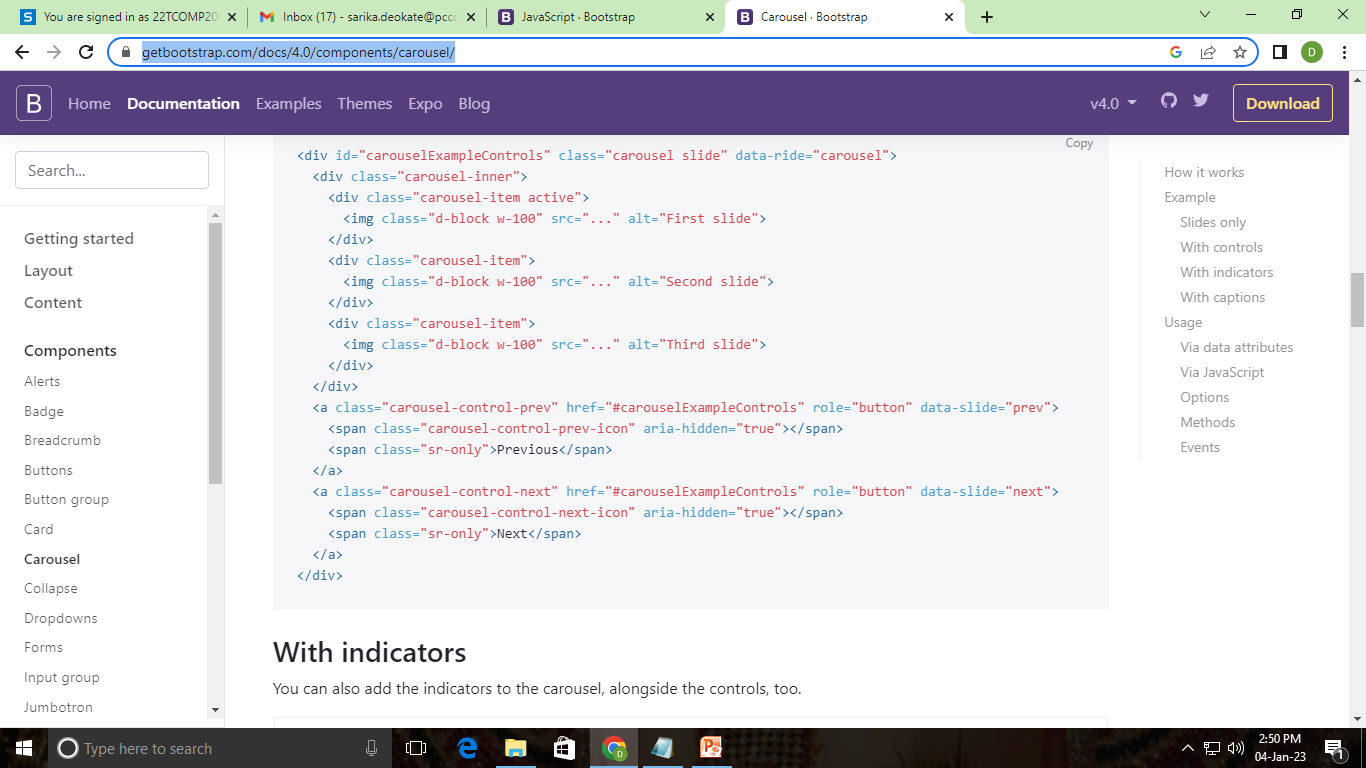 You are signed in as 22TCOMP20
Inbox (17) - sarika.deokate@pccc
JavaScript · Bootstrap
Carousel · Bootstrap
getbootstrap.com/docs/4.0/components/carousel/
D
B
Home
Documentation
Examples
Themes
Expo
Blog
v4.0
Download
Search...
Getting started
Layout
Content
Components
Alerts
Badge
Breadcrumb
Buttons
Button group
Card
Carousel
Collapse
Dropdowns
Forms
Input group
Jumbotron
Copy
<div id="carouselExampleControls" class="carousel slide" data-ride="carousel">
<div class="carousel-inner">
<div class="carousel-item active">
<img class="d-block w-100" src="..." alt="First slide">
</div>
<div class="carousel-item">
<img class="d-block w-100" src="..." alt="Second slide">
</div>
<div class="carousel-item">
<img class="d-block w-100" src="..." alt="Third slide">
</div>
</div>
<a class="carousel-control-prev" href="#carouselExampleControls" role="button" data-slide="prev">
<span class="carousel-control-prev-icon" aria-hidden="true"></span>
<span class="sr-only">Previous</span>
</a>
<a class="carousel-control-next" href="#carouselExampleControls" role="button" data-slide="next">
<span class="carousel-control-next-icon" aria-hidden="true"></span>
<span class="sr-only">Next</span>
</a>
</div>
With indicators
You can also add the indicators to the carousel, alongside the controls, too.
How it works
Example
Slides only
With controls
With indicators
With captions
Usage
Via data attributes
Via JavaScript
Options
Methods
Events
Type here to search
2:50 PM
04-Jan-23
1